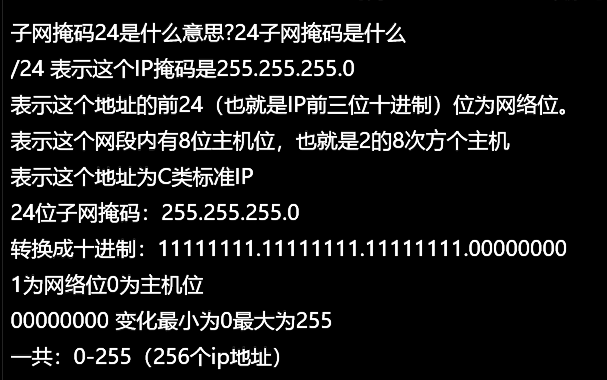 子网掩码24是什么意思?24子网掩码是什么
/24 表示这个IP掩码是255.255.255.0
表示这个地址的前24（也就是IP前三位十进制）位为网络位。
表示这个网段内有8位主机位，也就是2的8次方个主机
表示这个地址为C类标准IP
24位子网掩码：255.255.255.0
转换成十进制：11111111.11111111.11111111.00000000
1为网络位0为主机位
00000000 变化最小为0最大为255
一共：0-255（256个ip地址）